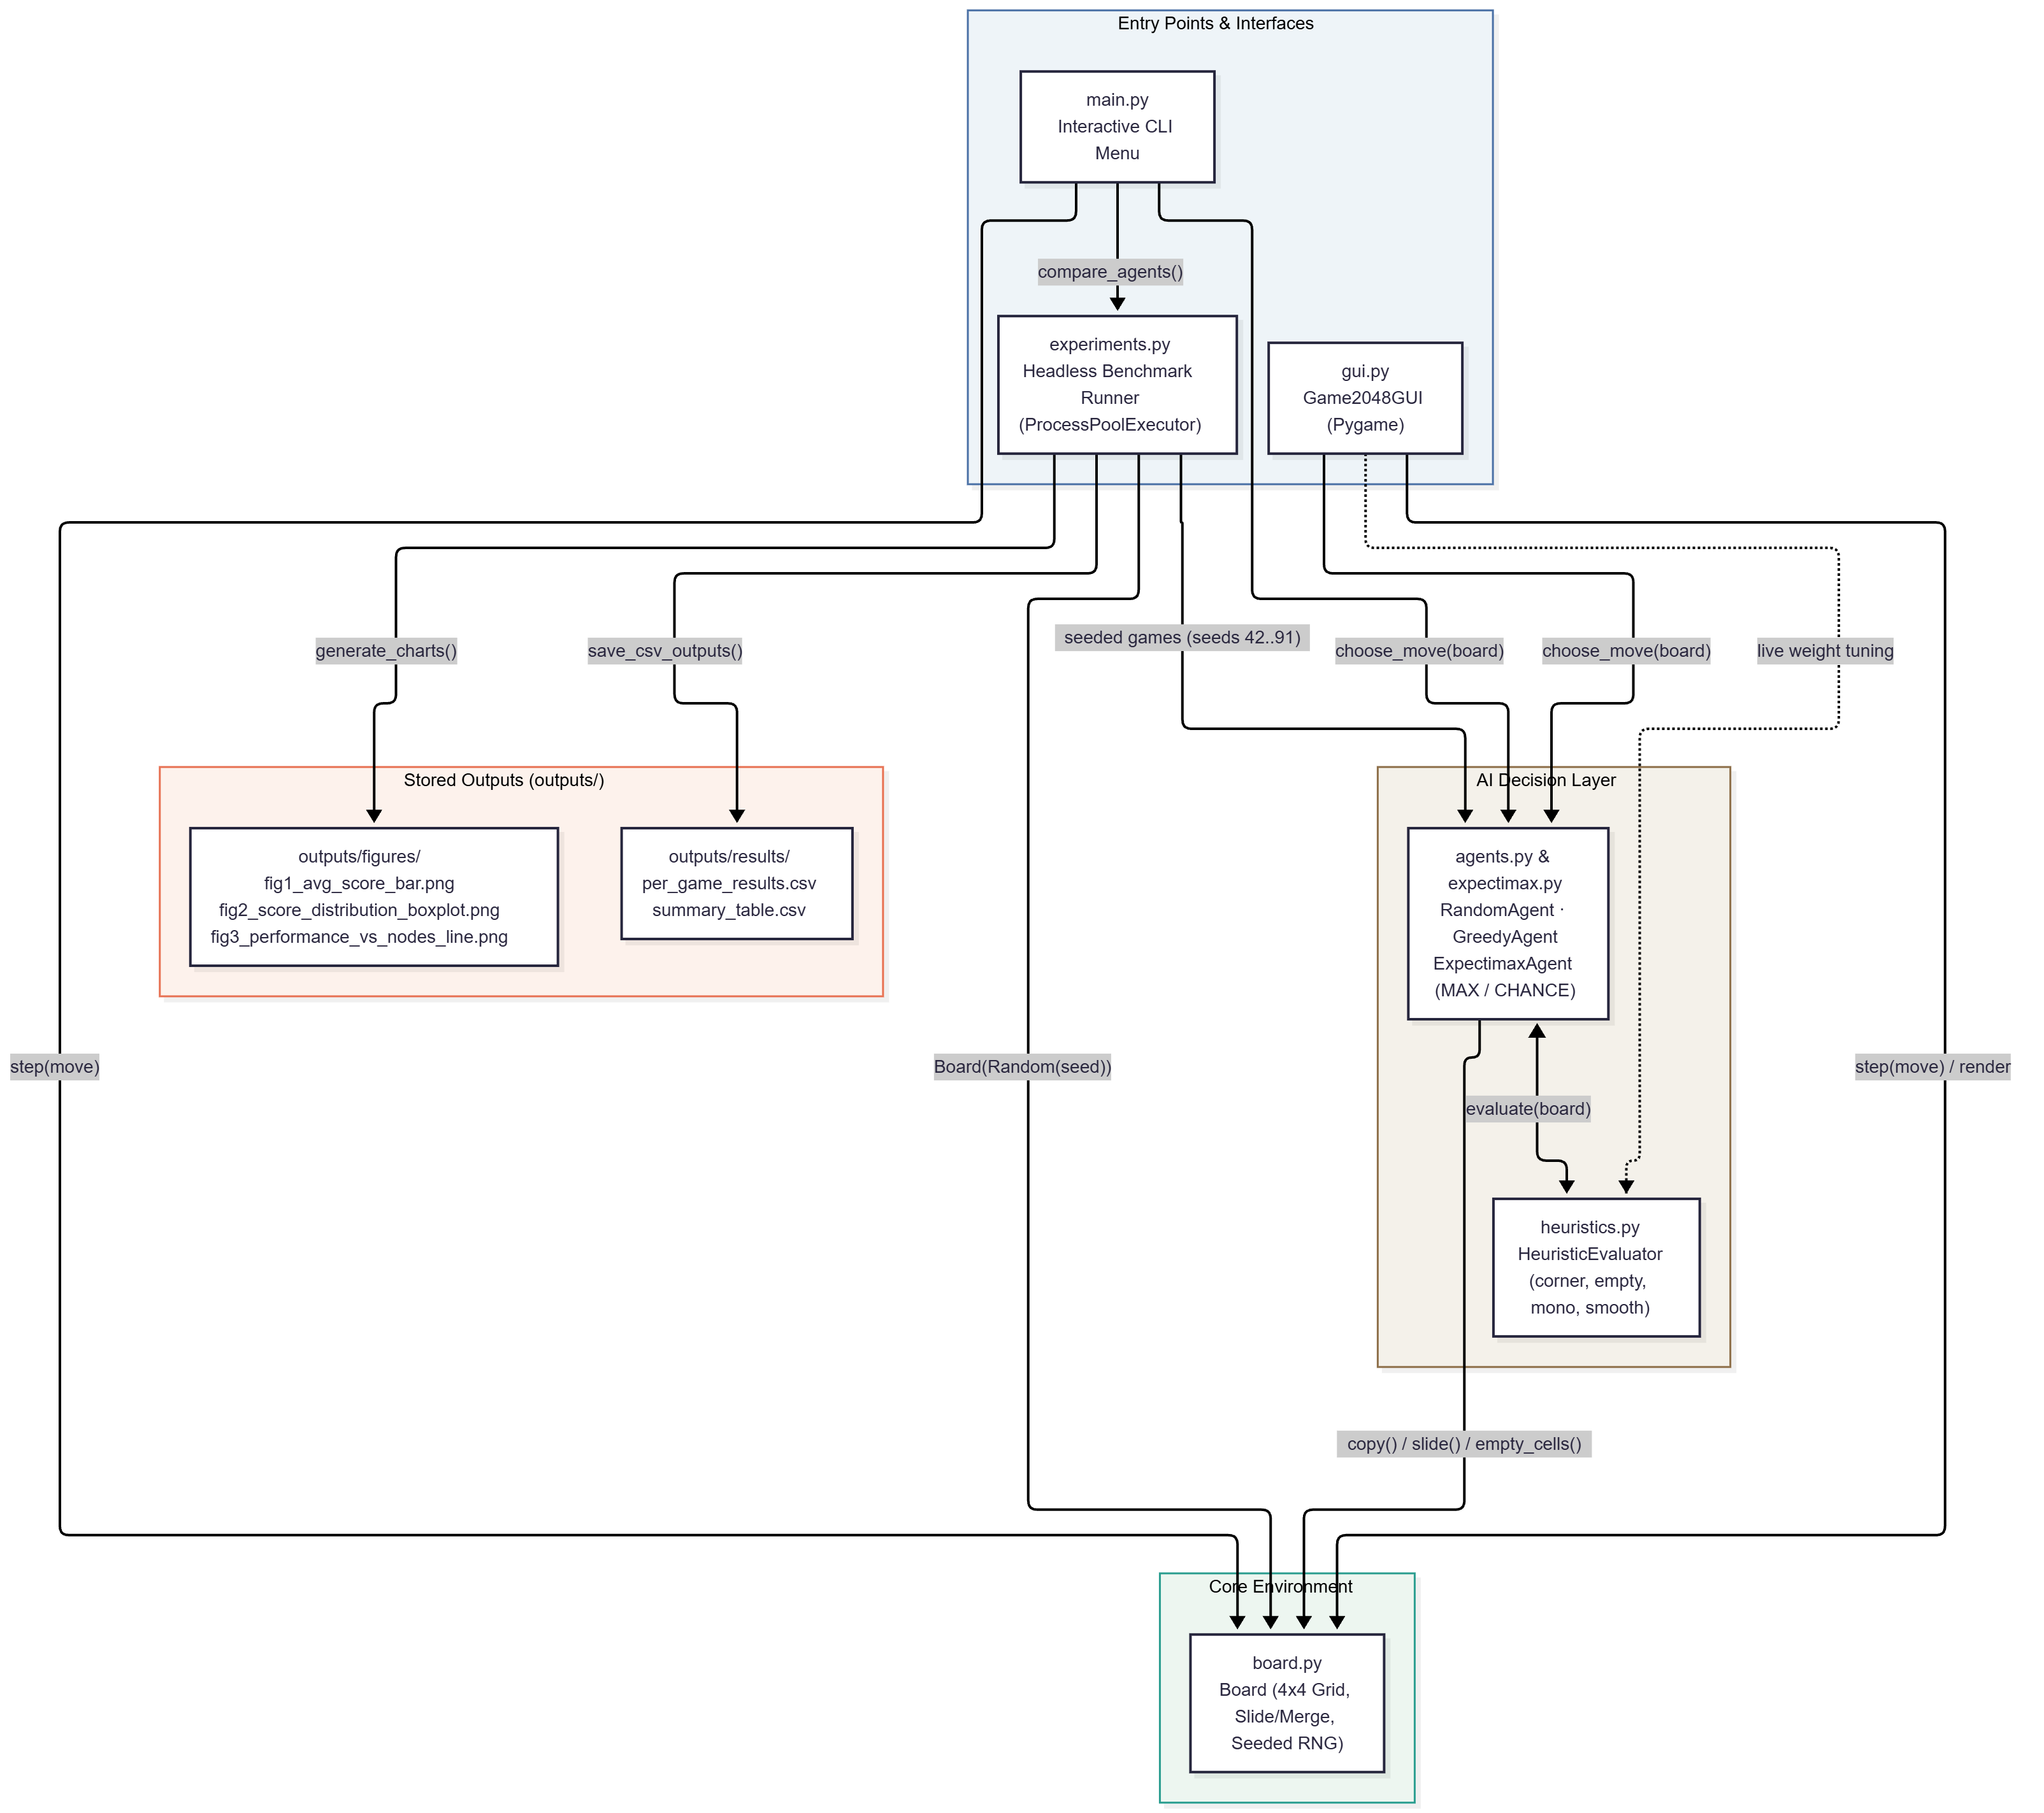 Entry Points & Interfaces
main.py
Interactive CLI
Menu
compare_agents()
experiments.py
Headless Benchmark
Runner
(ProcessPoolExecutor)
gui.py
Game2048GUI
(Pygame)
generate_charts()
save_csv_outputs()
seeded games (seeds 42..91)
choose_move(board)
choose_move(board)
live weight tuning
Stored Outputs (outputs/)
outputs/figures/
fig1_avg_score_bar.png
fig2_score_distribution_boxplot.png
fig3_performance_vs_nodes_line.png
outputs/results/
per_game_results.csv
summary_table.csv
AI Decision Layer
agents.py &
expectimax.py
RandomAgent ·
GreedyAgent
ExpectimaxAgent
(MAX / CHANCE)
step(move)
Board(Random(seed))
evaluate(board)
step(move) / render
heuristics.py
HeuristicEvaluator
(corner, empty,
mono, smooth)
copy() / slide() / empty_cells()
Core Environment
board.py
Board (4x4 Grid,
Slide/Merge,
Seeded RNG)